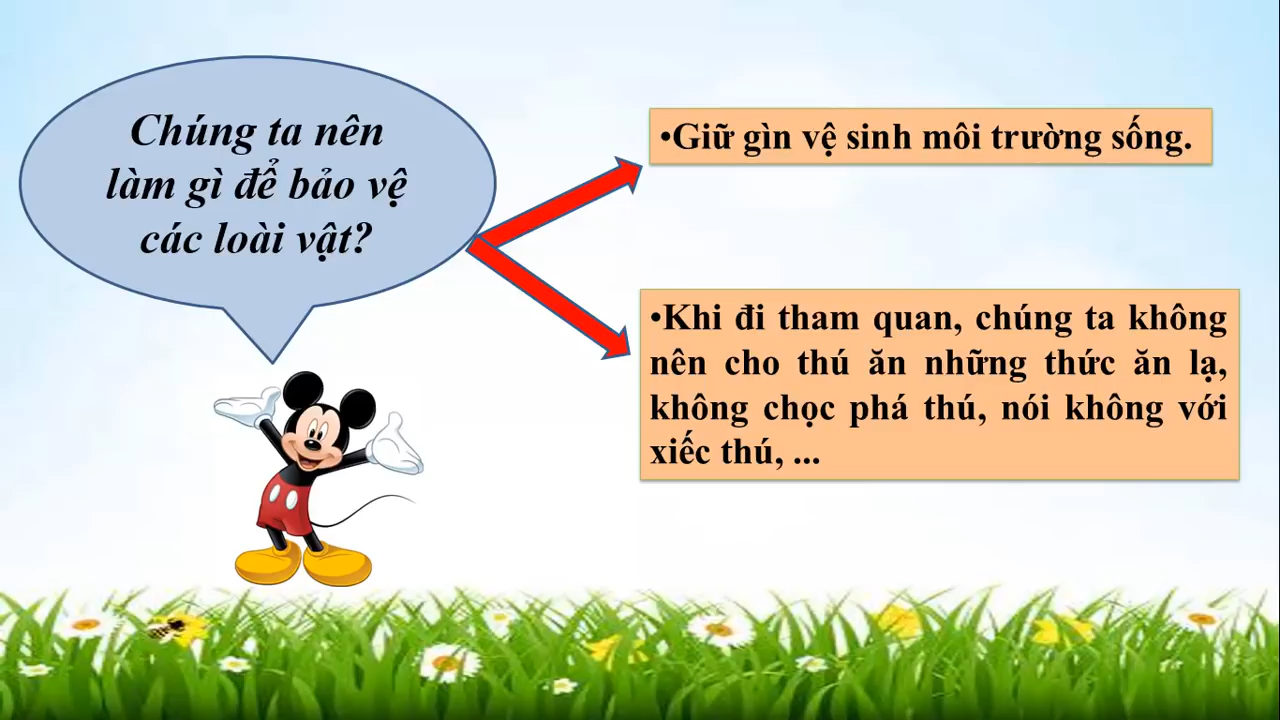 Chúng ta nên
làm gì để bảo vệ
các loài vật?
•Giữ gìn vệ sinh môi trường sống.
•Khi đi tham quan, chúng ta không
nên cho thú ăn những thức ăn lạ,
không chọc phá thú, nói không với
xiếc thú, ...